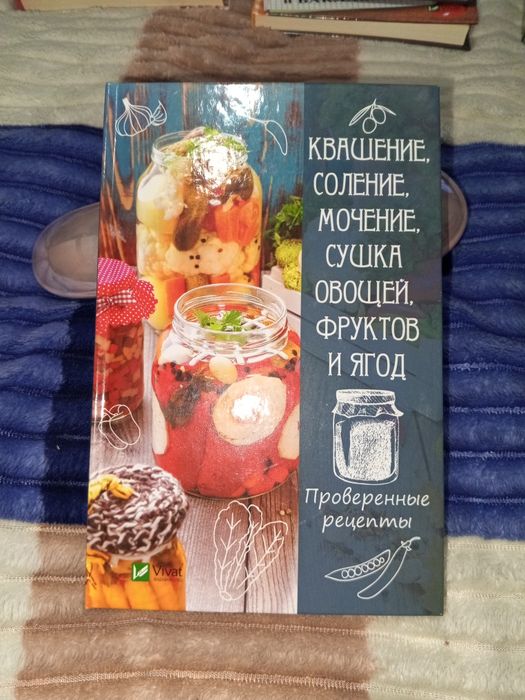 КВАШЕНИЕ,
СОЛЕНИЕ,
МОЧЕНИЕ,
СУШКА
ОВОЩЕЙ,
ФРУКТОВ
И ЯГОД
Проверенные
рецепты
Vivat